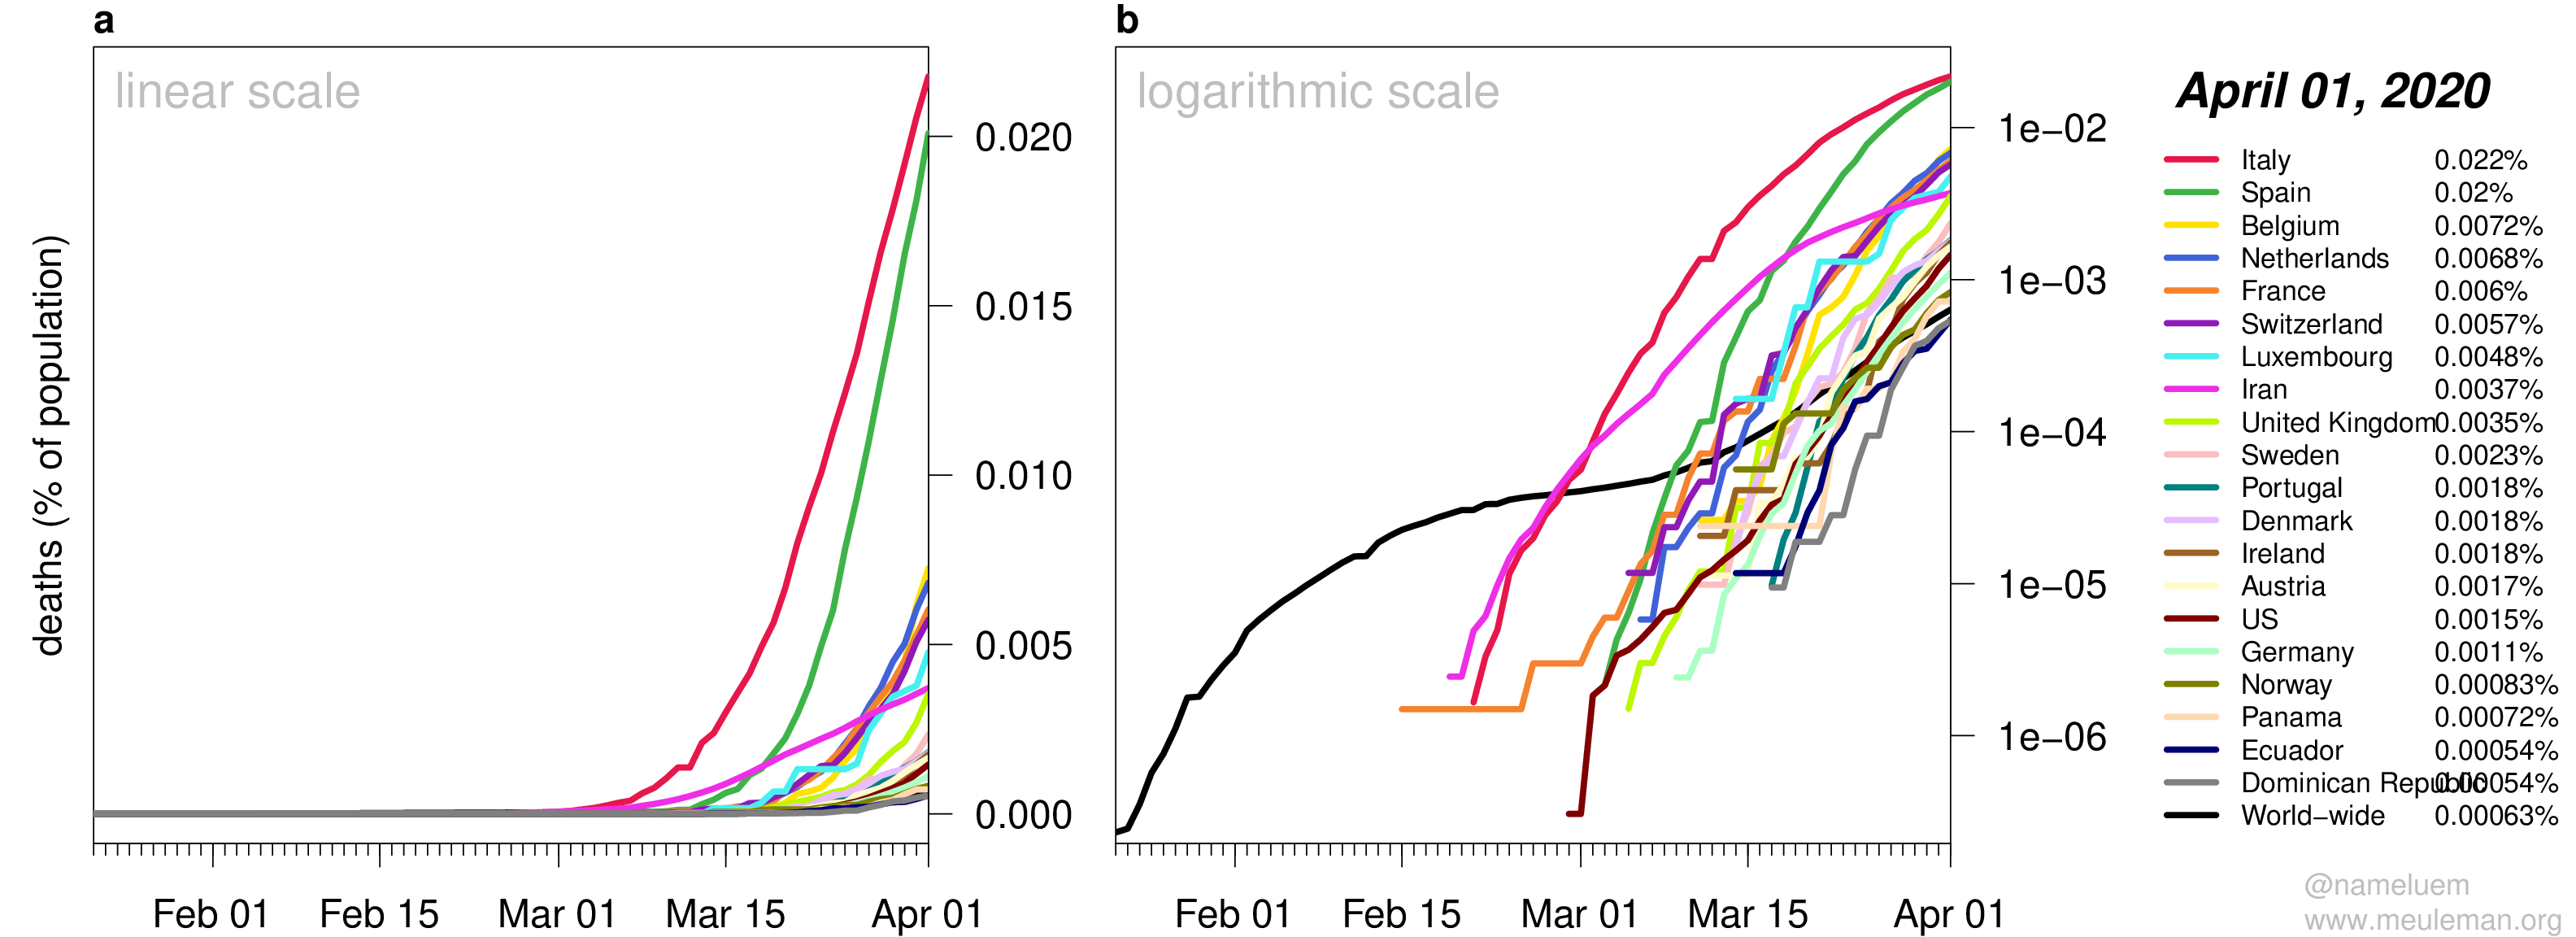 a
linear scale
deaths (% of population)
0.020
0.015
0.010
0.005
0.000
Feb 01 Feb 15 Mar 01 Mar 15 Apr 01
b
logarithmic scale
1e−02
1e−03
1e−04
1e−05
1e−06
Feb 01 Feb 15 Mar 01 Mar 15 Apr 01
April 01, 2020
Italy 0.022%
Spain 0.02%
Belgium 0.0072%
Netherlands 0.0068%
France 0.006%
Switzerland 0.0057%
Luxembourg 0.0048%
Iran 0.0037%
United Kingdom 0.0035%
Sweden 0.0023%
Portugal 0.0018%
Denmark 0.0018%
Ireland 0.0018%
Austria 0.0017%
US 0.0015%
Germany 0.0011%
Norway 0.00083%
Panama 0.00072%
Ecuador 0.00054%
Dominican Republic 0.00054%
World−wide 0.00063%
@nameluem
www.meuleman.org